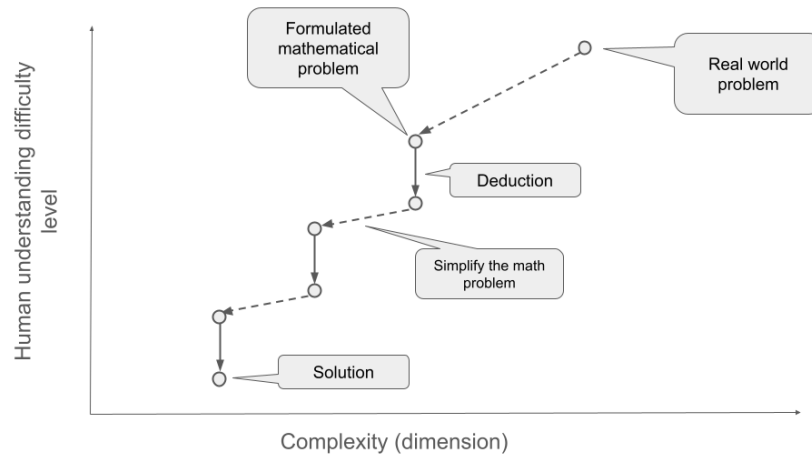 Formulated
mathematical
problem
Real world
problem
Human understanding difficulty
level
Deduction
Simplify the math
problem
Solution
Complexity (dimension)